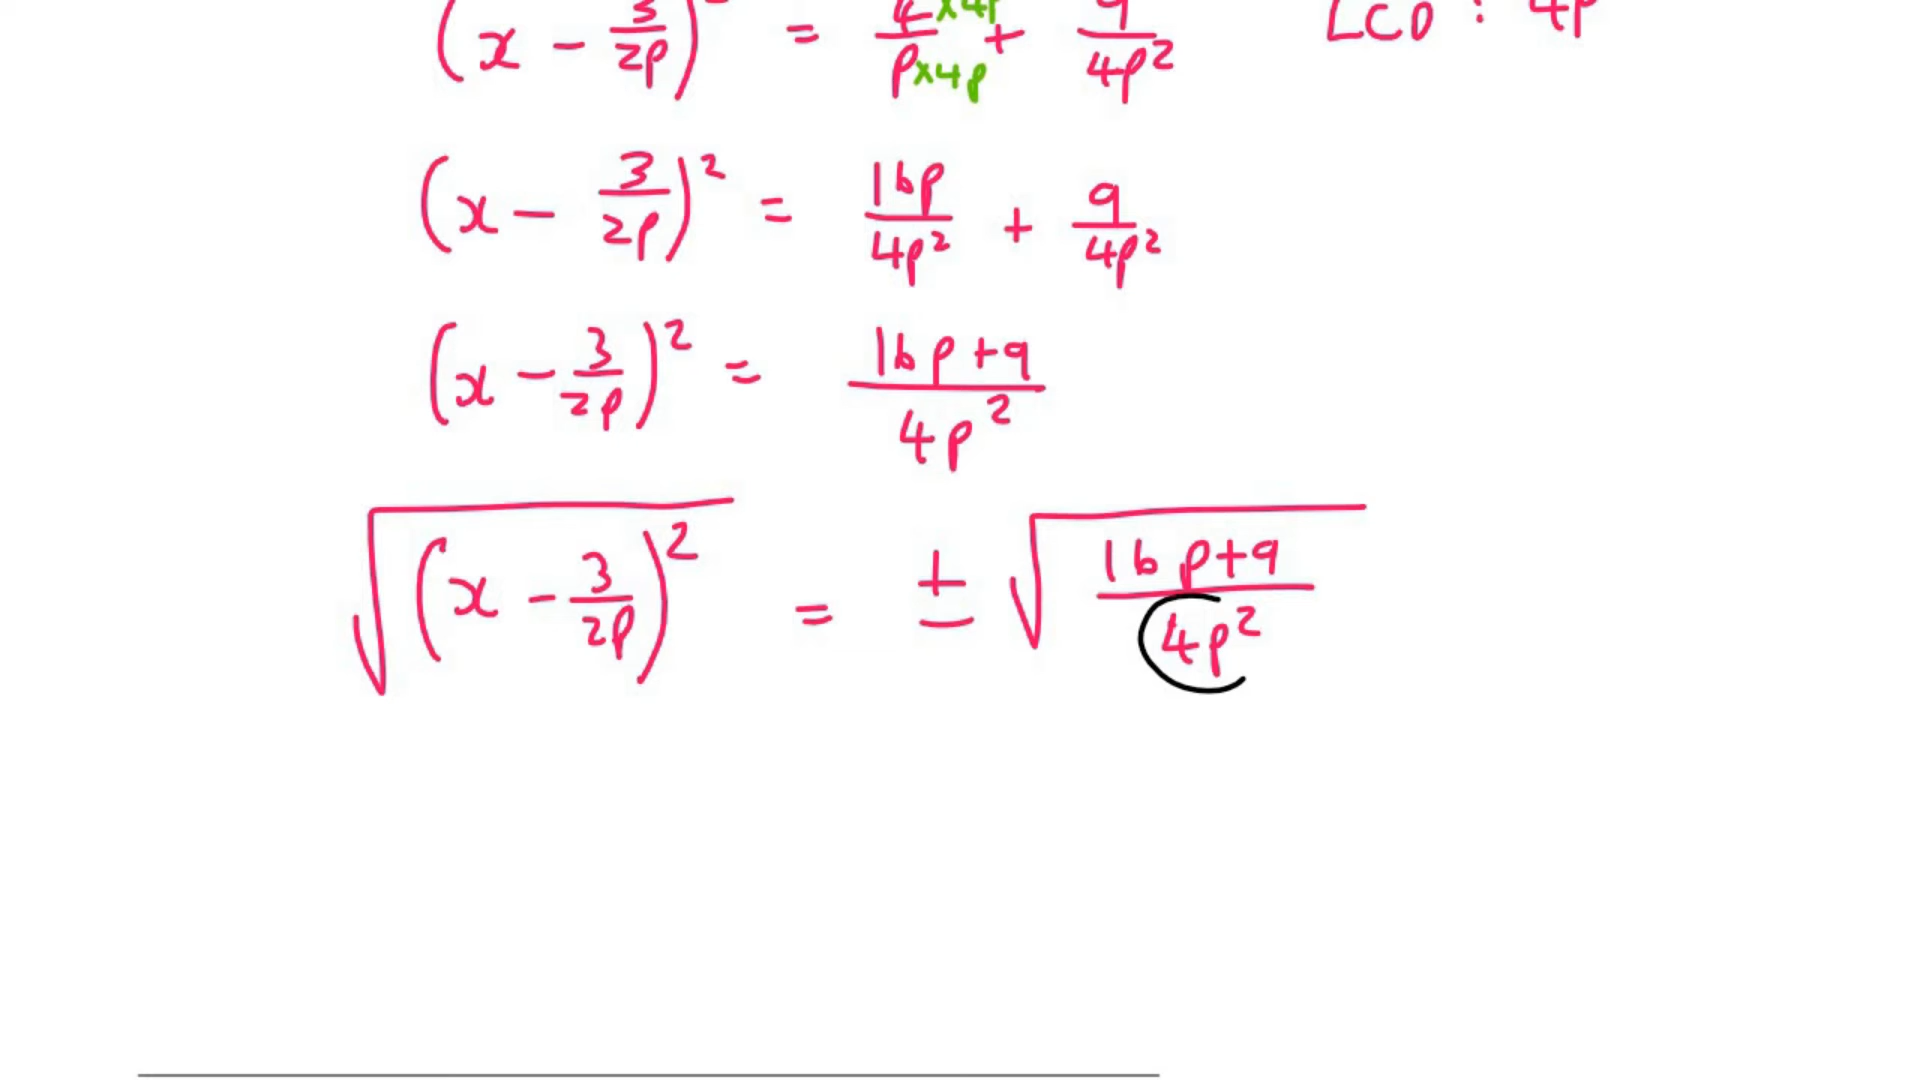 (x - 3/2p)² = 4×4p/p×4p + 9/4p² LCD : 4p
(x - 3/2p)² = 16p/4p² + 9/4p²
(x - 3/2p)² = 16p+9/4p²
√(x - 3/2p)² = ± √16p+9/4p²